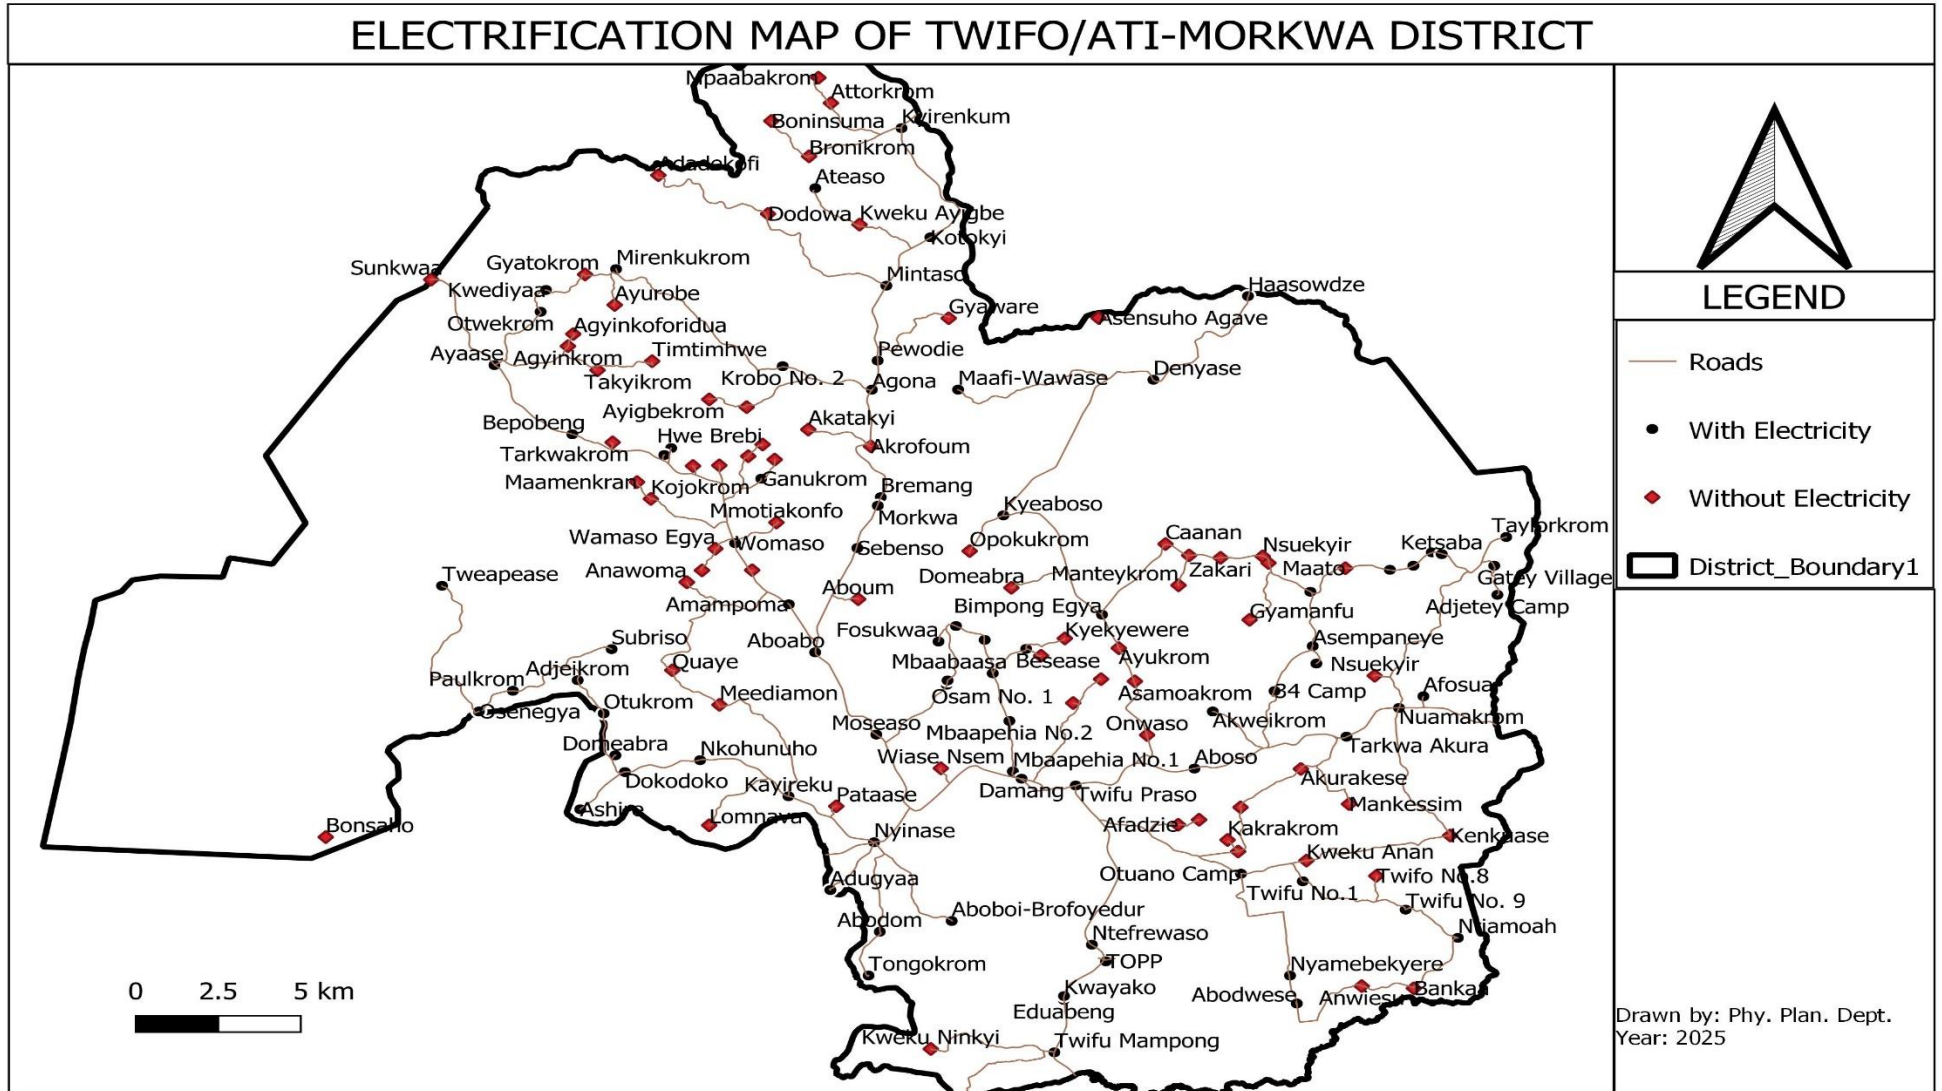 ELECTRIFICATION MAP OF TWIFO/ATI-MORKWA DISTRICT
Mpaabakrom
Attorkrom
Boninsuma
Kyirenkum
Bronikrom
Adadekofi
Ateaso
Dodowa
Kweku Ayigbe
Kotokyi
Sunkwaa
Gyatokrom
Mirenkukrom
Mintaso
Kwediyaa
Ayurobe
Haasowdze
Gyaware
Asensuho Agave
Otwekrom
Agyinkoforidua
Ayaase
Agyinkrom
Timtimhwe
Pewodie
Takyikrom
Krobo No. 2
Agona
Maafi-Wawase
Denyase
Ayigbekrom
Akatakyi
Bepobeng
Hwe Brebi
Akrofoum
Tarkwakrom
Maamenkran
Kojokrom
Ganukrom
Bremang
Mmotiakonfo
Morkwa
Kyeaboso
Wamaso Egya
Womaso
Sebenso
Opokukrom
Caanan
Nsuekyir
Ketsaba
Taylorkrom
Tweapease
Anawoma
Aboum
Domeabra
Manteykrom
Zakari
Maato
Gatey Village
Amampoma
Bimpong Egya
Gyamanfu
Adjetey Camp
Subriso
Aboabo
Fosukwaa
Kyekyewere
Asempaneye
Paulkrom
Adjeikrom
Quaye
Mbaabaasa
Besease
Ayukrom
Nsuekyir
Osenegya
Otukrom
Meediamon
Osam No. 1
Asamoakrom
B4 Camp
Afosua
Moseaso
Mbaapehia No.2
Onwaso
Akweikrom
Nuamakrom
Domeabra
Nkohunuho
Wiase Nsem
Mbaapehia No.1
Aboso
Tarkwa Akura
Dokodoko
Kayireku
Damang
Twifu Praso
Akurakese
Ashire
Lomnava
Pataase
Mankessim
Bonsaho
Nyinase
Afadzie
Kakrakrom
Kenkuase
Kweku Anan
Adugyaa
Otuano Camp
Twifu No.1
Twifo No.8
Twifu No. 9
Abodom
Aboboi-Brofoyedur
Ntefrewaso
Ntiamoah
Tongokrom
TOPP
Nyamebekyere
Kwayako
Abodwese
Anwiesu
Bankaa
Eduabeng
Kweku Ninkyi
Twifu Mampong
0 2.5 5 km
LEGEND
Roads
With Electricity
Without Electricity
District_Boundary1
Drawn by: Phy. Plan. Dept.
Year: 2025